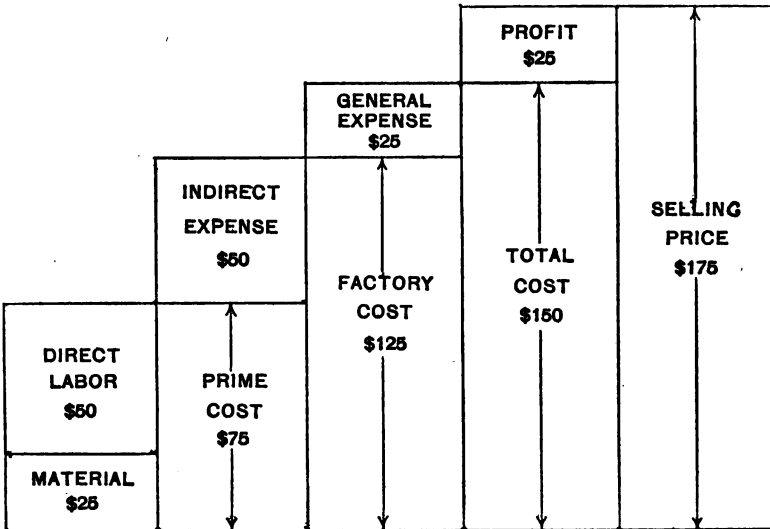 PROFIT
$25
GENERAL
EXPENSE
$25
INDIRECT
EXPENSE
$50
SELLING
PRICE
$175
TOTAL
COST
$150
FACTORY
COST
$125
DIRECT
LABOR
$50
PRIME
COST
$75
MATERIAL
$25